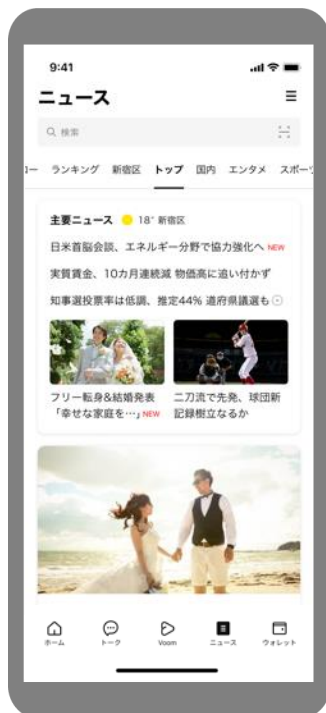 9:41
ニュース
検索
ランキング 新宿区 トップ 国内 エンタメ スポー
主要ニュース 18° 新宿区
日米首脳会談、エネルギー分野で協力強化へ NEW
実質賃金、10カ月連続減 物価高に追い付かず
知事選投票率は低調、推定44% 道府県議選も
フリー転身&結婚発表 二刀流で先発、球団新
「幸せな家庭を…」NEW 記録樹立なるか
ホーム トーク Voom ニュース ウォレット